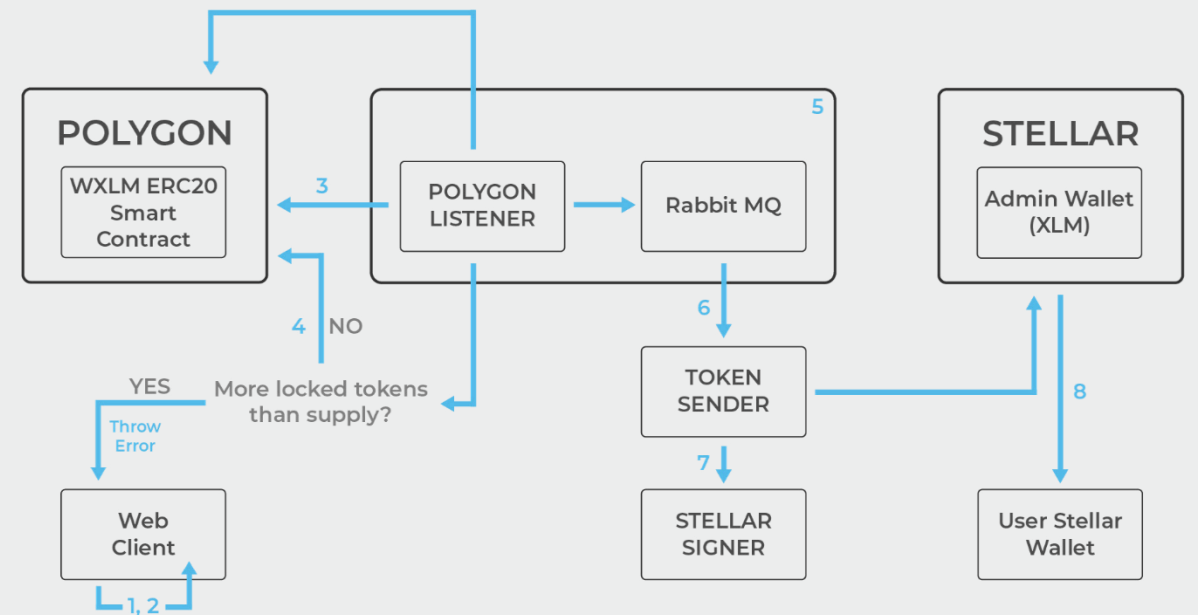 5
POLYGON
WXLM ERC20
Smart
Contract
3
POLYGON
LISTENER
Rabbit MQ
STELLAR
Admin Wallet
(XLM)
4
NO
6
YES
More locked tokens
than supply?
Throw
Error
TOKEN
SENDER
8
7
Web
Client
STELLAR
SIGNER
User Stellar
Wallet
1, 2